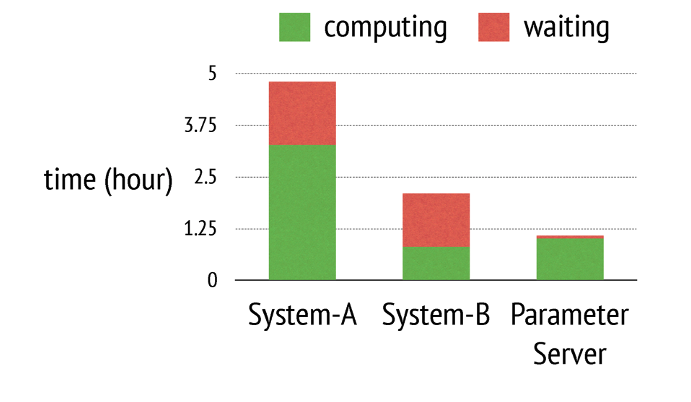 computing waiting
5
3.75
time (hour) 2.5
1.25
0
System-A System-B Parameter
Server